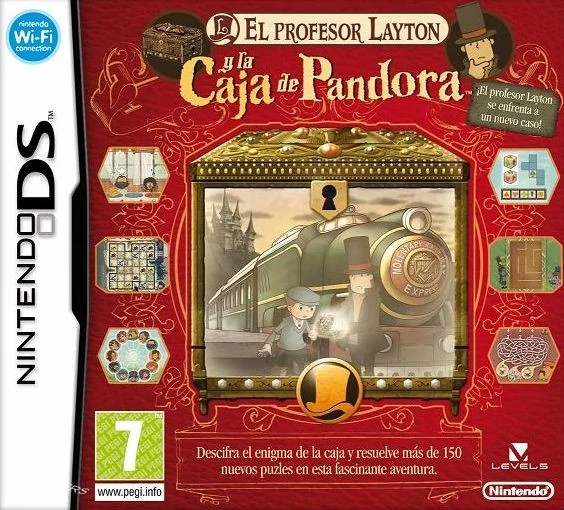 Nintendo
Wi-Fi
connection
NINTENDO DS™
EL PROFESOR LAYTON
y la
Caja de Pandora™
¡El profesor Layton
se enfrenta a
un nuevo caso!
MOLENTARY
EXPRESS
Descifra el enigma de la caja y resuelve más de 150
nuevos puzles en esta fascinante aventura.
7
www.pegi.info
LEVEL5
Nintendo®